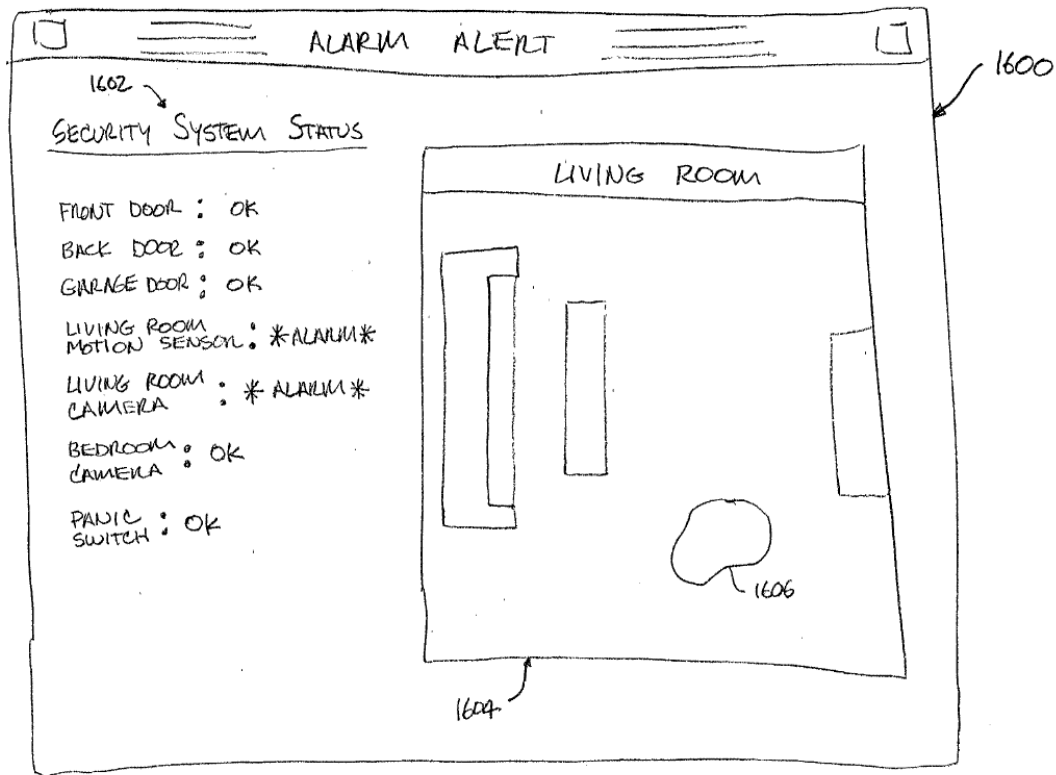 ALARM ALERT
1600
1602
SECURITY SYSTEM STATUS
LIVING ROOM
FRONT DOOR : OK
BACK DOOR : OK
GARAGE DOOR : OK
LIVING ROOM
MOTION SENSOR : *ALARM*
LIVING ROOM
CAMERA : *ALARM*
BEDROOM
CAMERA : OK
PANIC
SWITCH : OK
1606
1604